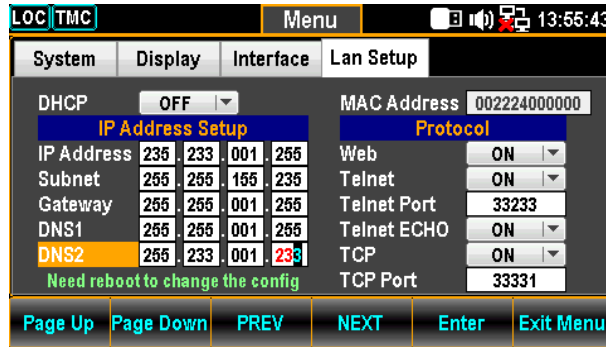 LOC TMC Menu 13:55:43
System Display Interface Lan Setup
DHCP OFF MAC Address 002224000000
IP Address Setup Protocol
IP Address 235 . 233 . 001 . 255 Web ON
Subnet 255 . 255 . 155 . 235 Telnet ON
Gateway 255 . 255 . 001 . 255 Telnet Port 33233
DNS1 255 . 255 . 001 . 255 Telnet ECHO ON
DNS2 255 . 233 . 001 . 233 TCP ON
Need reboot to change the config TCP Port 33331
Page Up Page Down PREV NEXT Enter Exit Menu